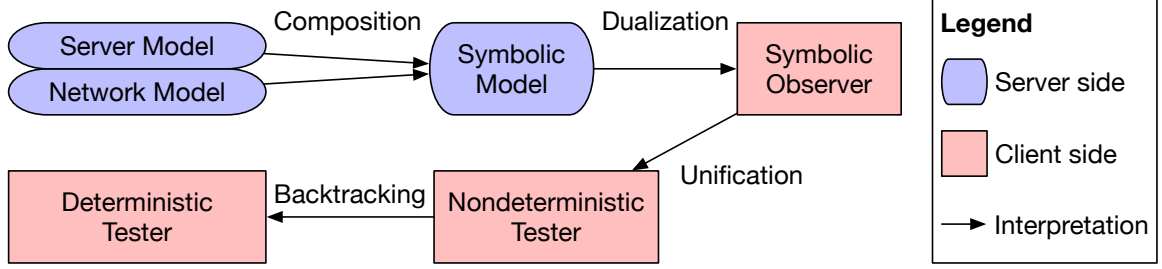 Server Model
Network Model
Composition
Symbolic
Model
Dualization
Symbolic
Observer
Unification
Nondeterministic
Tester
Backtracking
Deterministic
Tester
Legend
Server side
Client side
Interpretation